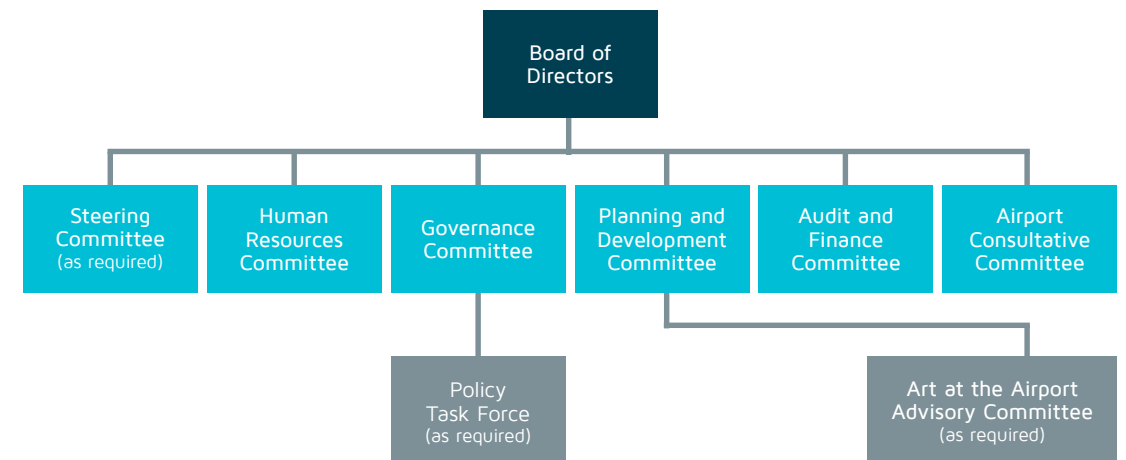 Board of
Directors
Steering
Committee
(as required)
Human
Resources
Committee
Governance
Committee
Planning and
Development
Committee
Audit and
Finance
Committee
Airport
Consultative
Committee
Policy
Task Force
(as required)
Art at the Airport
Advisory Committee
(as required)